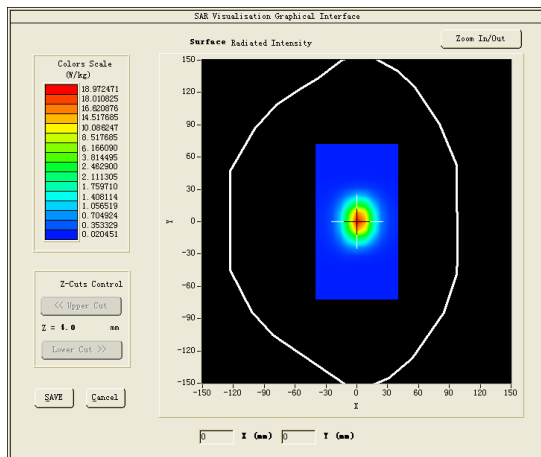 SAR Visualisation Graphical Interface
Surface Radiated Intensity
Zoom In/Out
Colors Scale
(W/kg)
18.972471
18.010825
16.620876
14.517685
10.086247
8.517685
6.166090
3.814495
2.462900
2.111305
1.759710
1.408114
1.056519
0.704924
0.353329
0.020451
Z-Cuts Control
<< Upper Cut
Z = 4.0 mm
Lower Cut >>
SAVE
Cancel
150
120
90
60
30
0
-30
-60
-90
-120
-150
Y
-150 -120 -90 -60 -30 0 30 60 90 120 150
X
0 X (mm) 0 Y (mm)